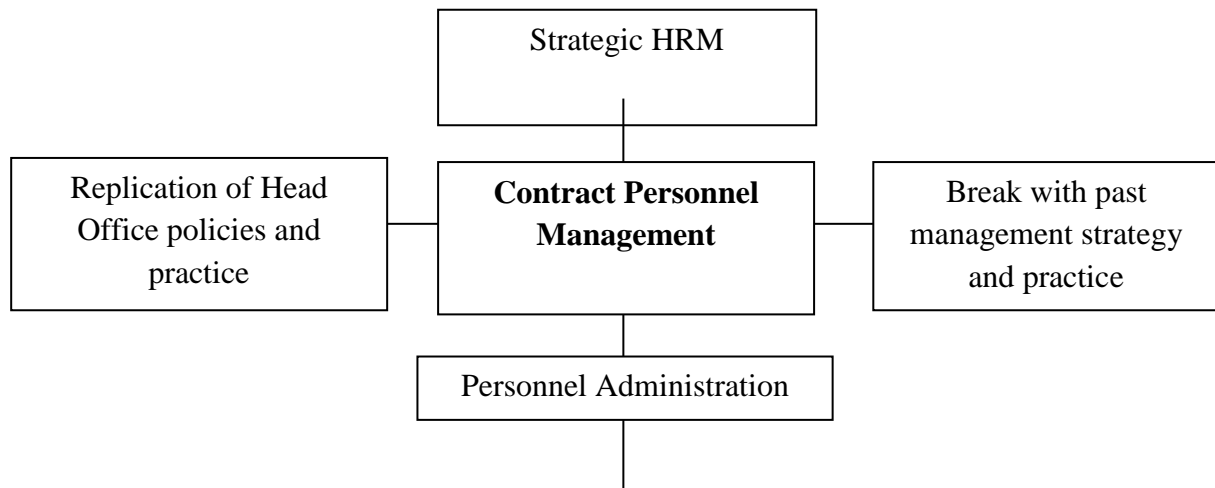 Strategic HRM
Replication of Head
Office policies and
practice
Contract Personnel
Management
Break with past
management strategy
and practice
Personnel Administration